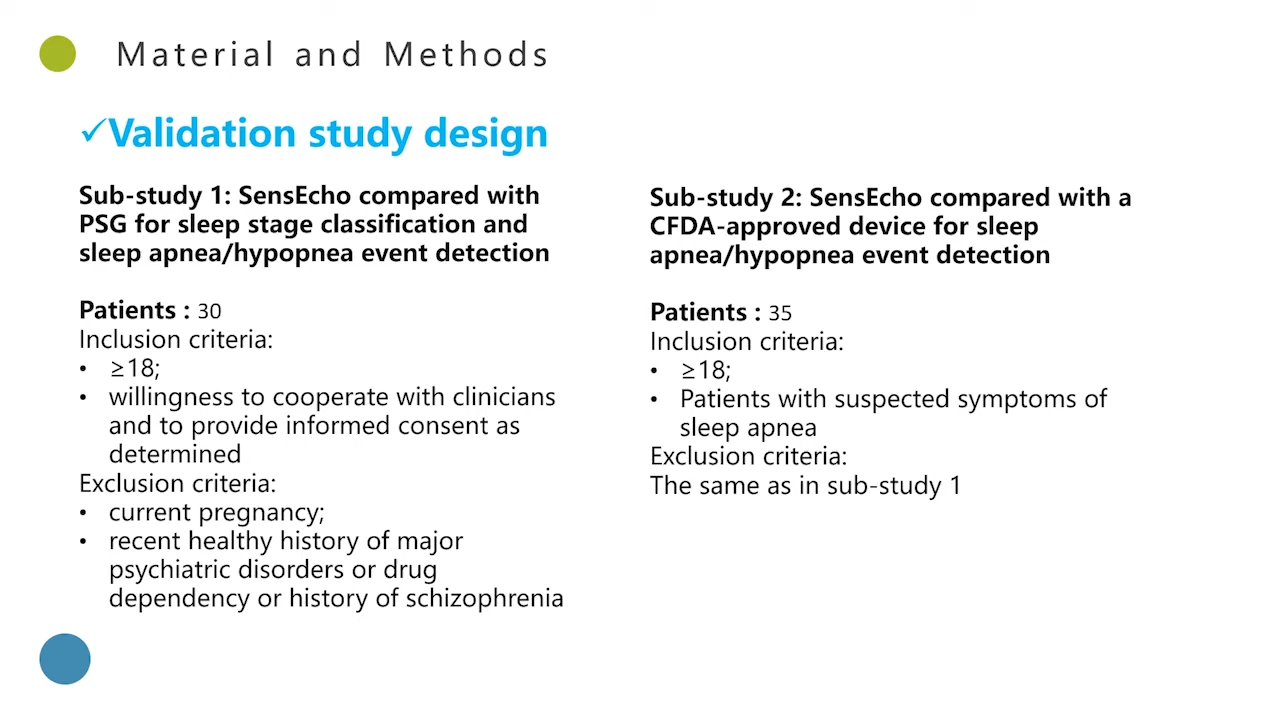 Material and Methods
✓Validation study design
Sub-study 1: SensEcho compared with
PSG for sleep stage classification and
sleep apnea/hypopnea event detection
Patients : 30
Inclusion criteria:
• ≥18;
• willingness to cooperate with clinicians
and to provide informed consent as
determined
Exclusion criteria:
• current pregnancy;
• recent healthy history of major
psychiatric disorders or drug
dependency or history of schizophrenia
Sub-study 2: SensEcho compared with a
CFDA-approved device for sleep
apnea/hypopnea event detection
Patients : 35
Inclusion criteria:
• ≥18;
• Patients with suspected symptoms of
sleep apnea
Exclusion criteria:
The same as in sub-study 1